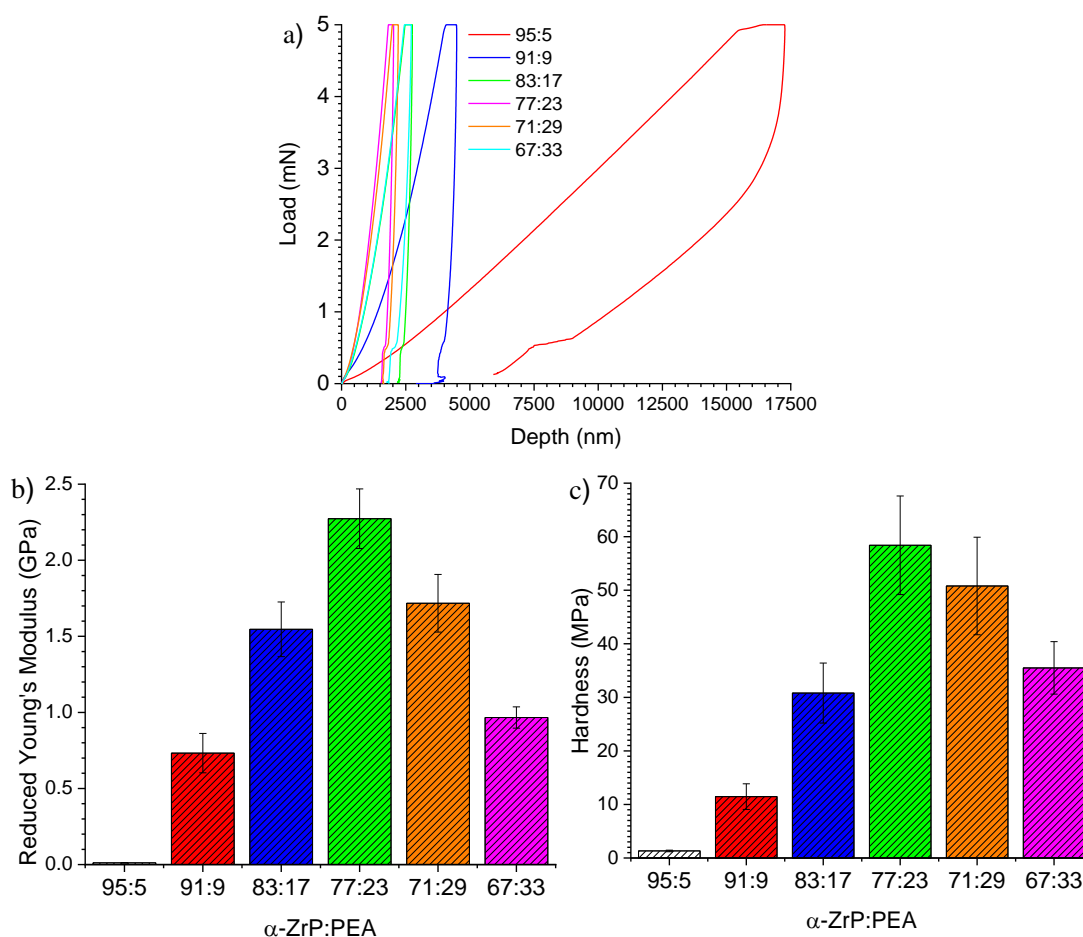 a)
5
4
3
2
1
0
Load (mN)
95:5
91:9
83:17
77:23
71:29
67:33
0 2500 5000 7500 10000 12500 15000 17500
Depth (nm)
b)
2.5
2.0
1.5
1.0
0.5
0.0
Reduced Young's Modulus (GPa)
95:5 91:9 83:17 77:23 71:29 67:33
α-ZrP:PEA
c)
70
60
50
40
30
20
10
0
Hardness (MPa)
95:5 91:9 83:17 77:23 71:29 67:33
α-ZrP:PEA